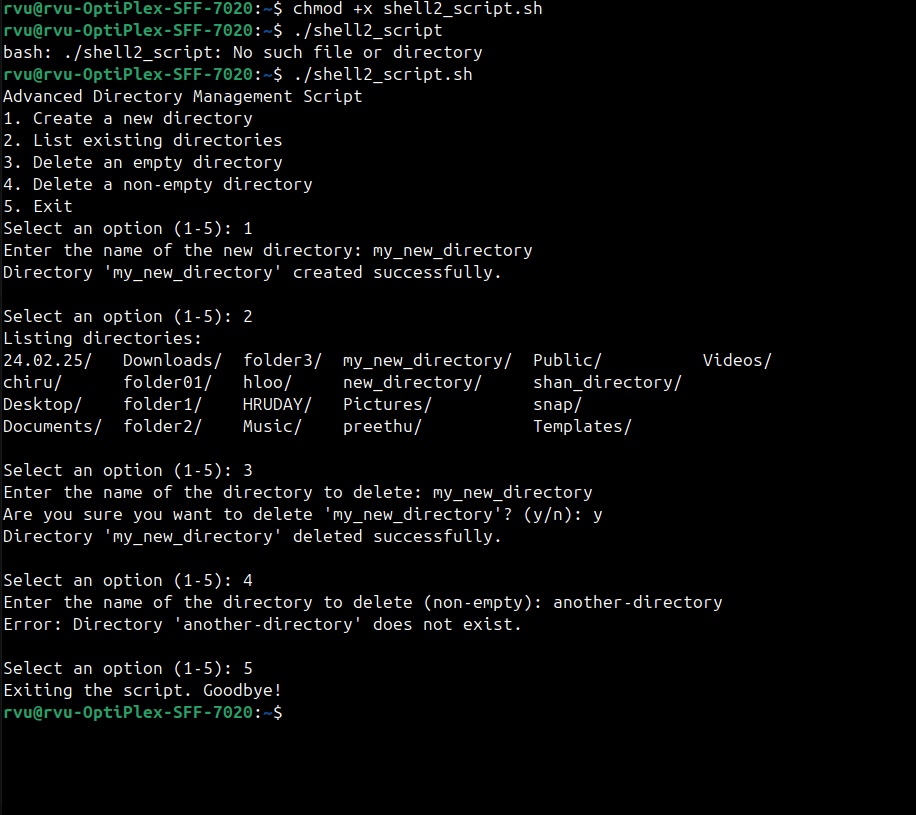 rvu@rvu-OptiPlex-SFF-7020:~$ chmod +x shell2_script.sh
rvu@rvu-OptiPlex-SFF-7020:~$ ./shell2_script
bash: ./shell2_script: No such file or directory
rvu@rvu-OptiPlex-SFF-7020:~$ ./shell2_script.sh
Advanced Directory Management Script
1. Create a new directory
2. List existing directories
3. Delete an empty directory
4. Delete a non-empty directory
5. Exit
Select an option (1-5): 1
Enter the name of the new directory: my_new_directory
Directory 'my_new_directory' created successfully.

Select an option (1-5): 2
Listing directories:
24.02.25/   Downloads/  folder3/  my_new_directory/  Public/          Videos/
chiru/      folder01/   hloo/     new_directory/     shan_directory/
Desktop/    folder1/    HRUDAY/   Pictures/          snap/
Documents/  folder2/    Music/    preethu/           Templates/

Select an option (1-5): 3
Enter the name of the directory to delete: my_new_directory
Are you sure you want to delete 'my_new_directory'? (y/n): y
Directory 'my_new_directory' deleted successfully.

Select an option (1-5): 4
Enter the name of the directory to delete (non-empty): another-directory
Error: Directory 'another-directory' does not exist.

Select an option (1-5): 5
Exiting the script. Goodbye!
rvu@rvu-OptiPlex-SFF-7020:~$